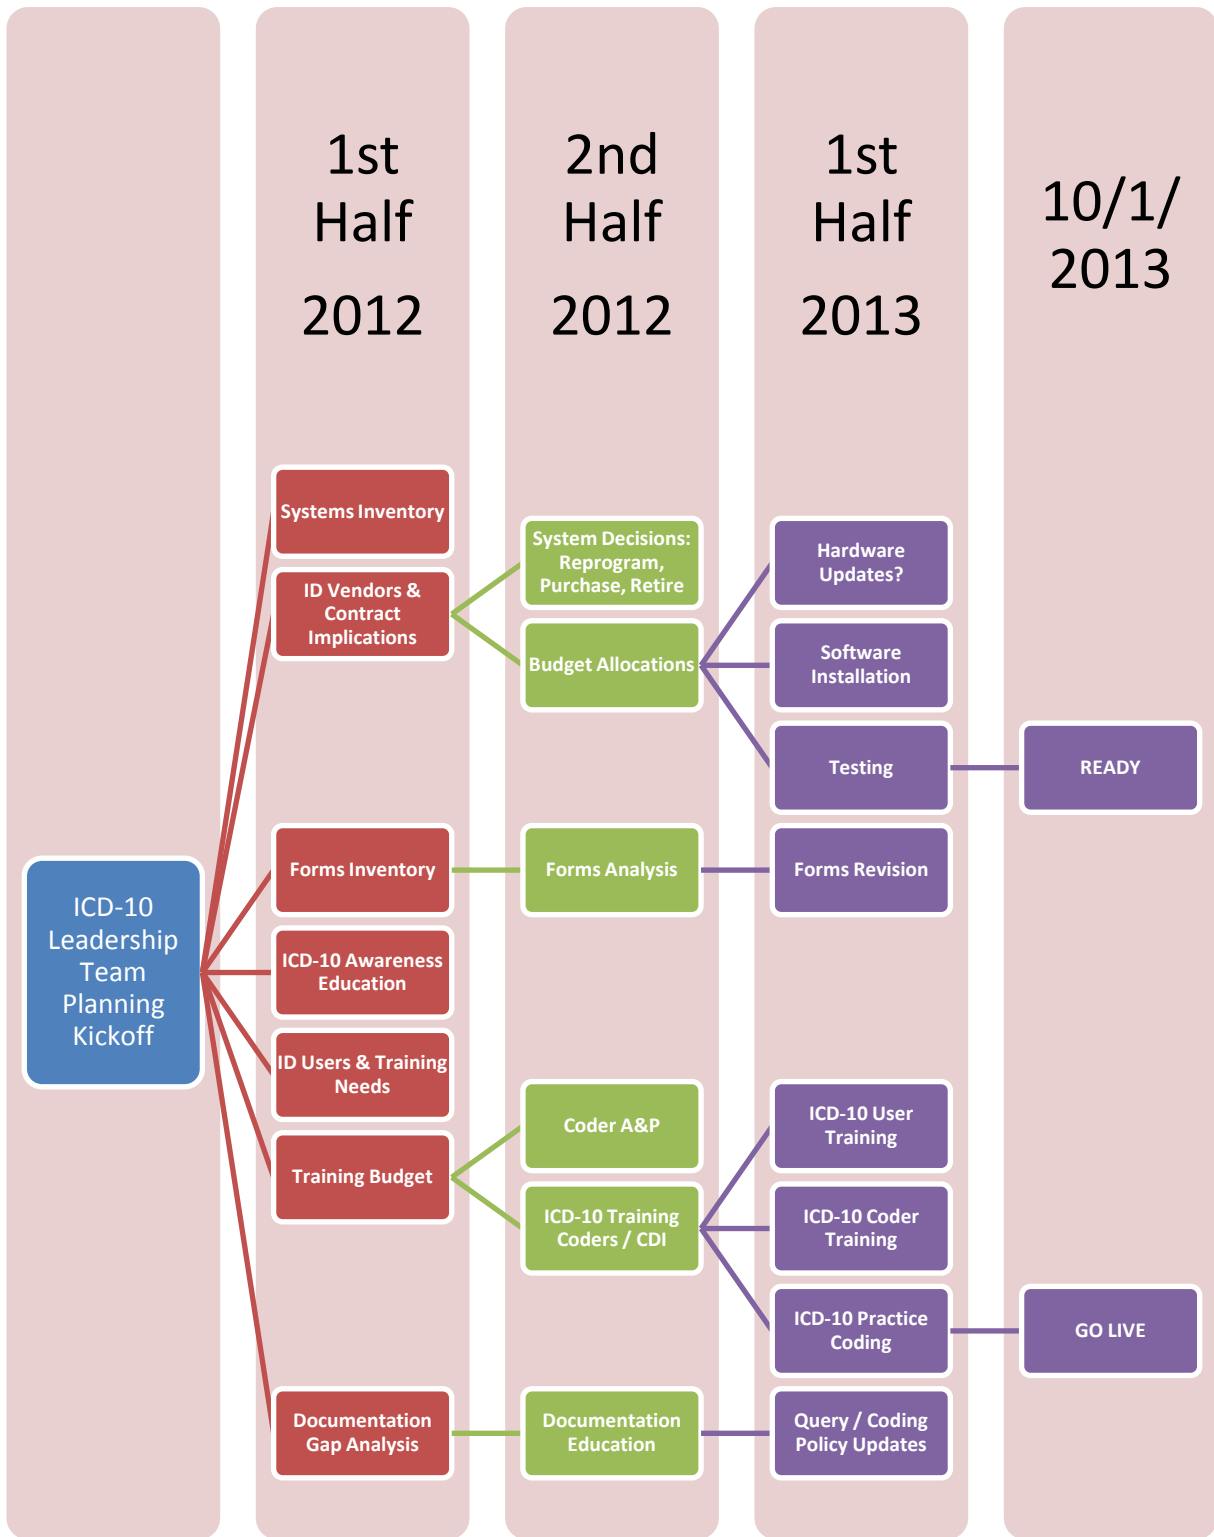 1st
Half
2012
2nd
Half
2012
1st
Half
2013
10/1/
2013
ICD-10
Leadership
Team
Planning
Kickoff
Systems Inventory
ID Vendors &
Contract
Implications
Forms Inventory
ICD-10 Awareness
Education
ID Users & Training
Needs
Training Budget
Documentation
Gap Analysis
System Decisions:
Reprogram,
Purchase, Retire
Budget Allocations
Forms Analysis
Coder A&P
ICD-10 Training
Coders / CDI
Documentation
Education
Hardware
Updates?
Software
Installation
Testing
Forms Revision
ICD-10 User
Training
ICD-10 Coder
Training
ICD-10 Practice
Coding
Query / Coding
Policy Updates
READY
GO LIVE